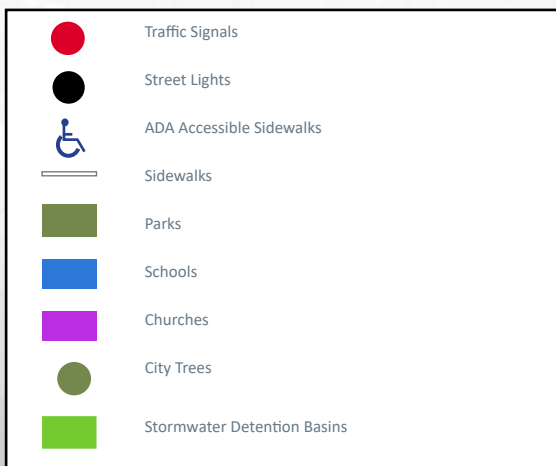 Traffic Signals
Street Lights
ADA Accessible Sidewalks
Sidewalks
Parks
Schools
Churches
City Trees
Stormwater Detention Basins